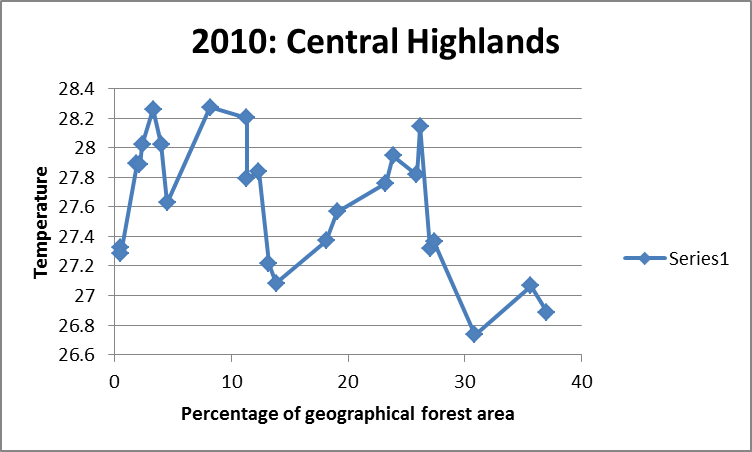 2010: Central Highlands
28.4
28.2
28
27.8
27.6
27.4
27.2
27
26.8
26.6
Temperature
0 10 20 30 40
Percentage of geographical forest area
Series1